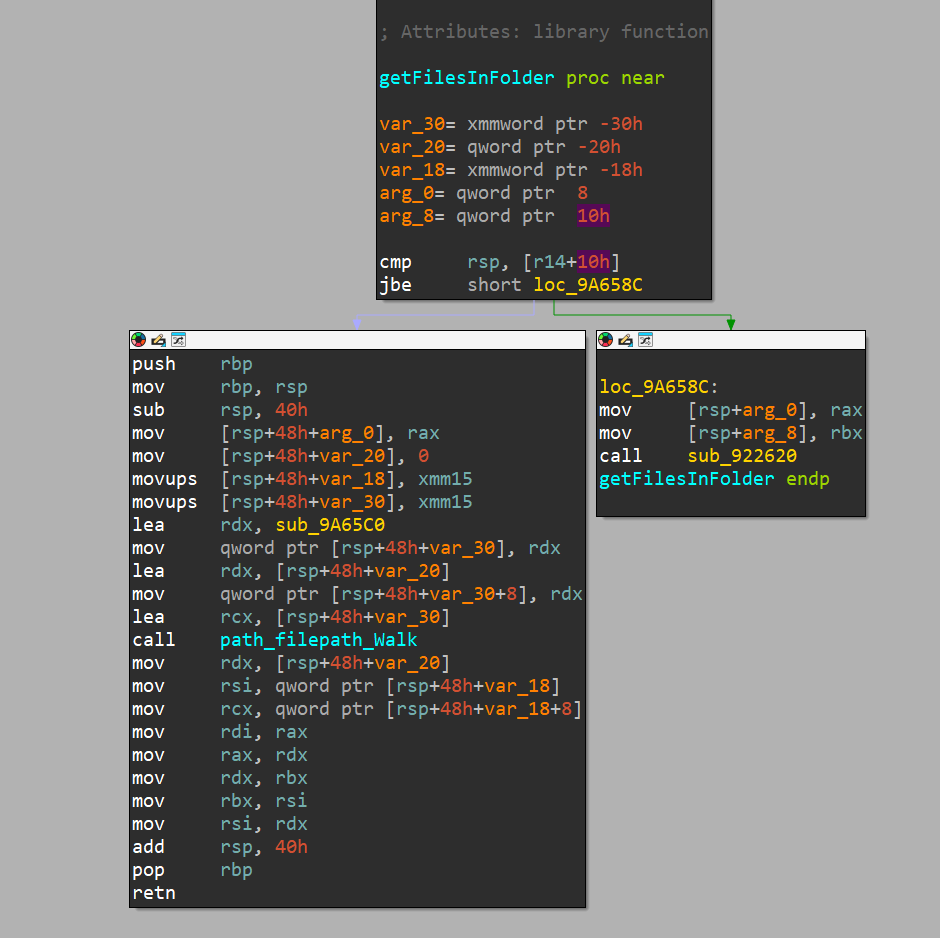 ; Attributes: library function
getFilesInFolder proc near
var_30= xmmword ptr -30h
var_20= qword ptr -20h
var_18= xmmword ptr -18h
arg_0= qword ptr  8
arg_8= qword ptr  10h
cmp     rsp, [r14+10h]
jbe     short loc_9A658C
push    rbp
mov     rbp, rsp
sub     rsp, 40h
mov     [rsp+48h+arg_0], rax
mov     [rsp+48h+var_20], 0
movups  [rsp+48h+var_18], xmm15
movups  [rsp+48h+var_30], xmm15
lea     rdx, sub_9A65C0
mov     qword ptr [rsp+48h+var_30], rdx
lea     rdx, [rsp+48h+var_20]
mov     qword ptr [rsp+48h+var_30+8], rdx
lea     rcx, [rsp+48h+var_30]
call    path_filepath_Walk
mov     rdx, [rsp+48h+var_20]
mov     rsi, qword ptr [rsp+48h+var_18]
mov     rcx, qword ptr [rsp+48h+var_18+8]
mov     rdi, rax
mov     rax, rdx
mov     rdx, rbx
mov     rbx, rsi
mov     rsi, rdx
add     rsp, 40h
pop     rbp
retn
loc_9A658C:
mov     [rsp+arg_0], rax
mov     [rsp+arg_8], rbx
call    sub_922620
getFilesInFolder endp